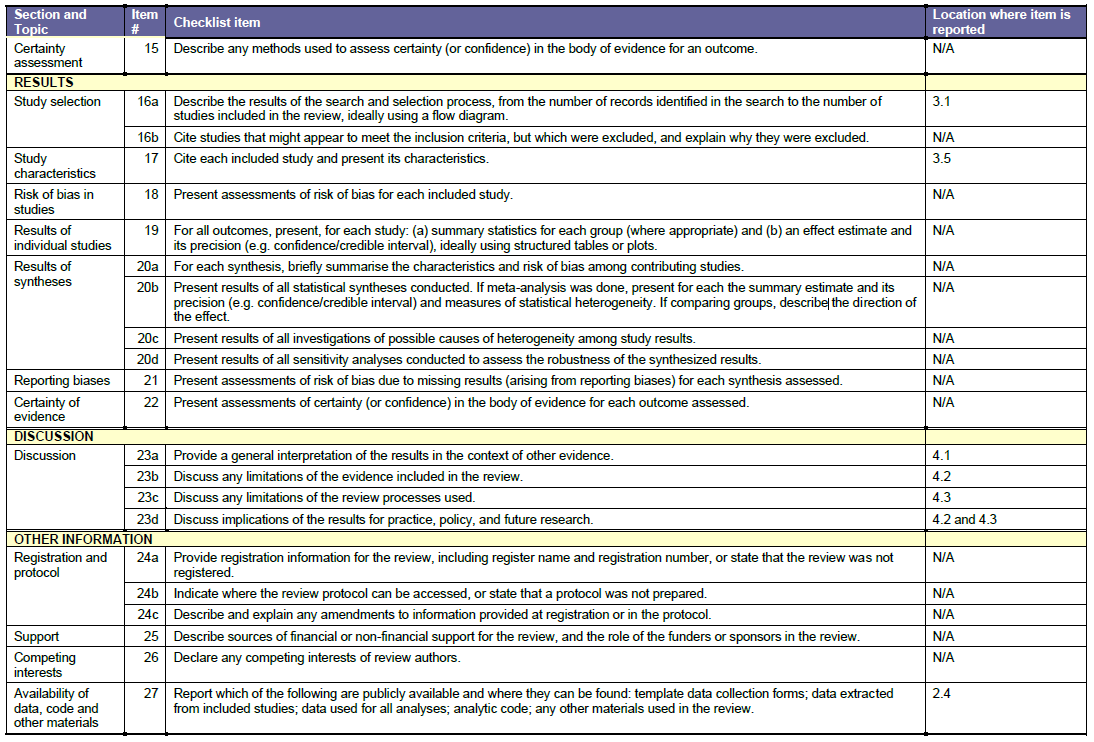 Section and Topic Item # Checklist item Location where item is reported
Certainty assessment 15 Describe any methods used to assess certainty (or confidence) in the body of evidence for an outcome. N/A
RESULTS
Study selection 16a Describe the results of the search and selection process, from the number of records identified in the search to the number of
studies included in the review, ideally using a flow diagram. 3.1
16b Cite studies that might appear to meet the inclusion criteria, but which were excluded, and explain why they were excluded. N/A
Study characteristics 17 Cite each included study and present its characteristics. 3.5
Risk of bias in studies 18 Present assessments of risk of bias for each included study. N/A
Results of individual studies 19 For all outcomes, present, for each study: (a) summary statistics for each group (where appropriate) and (b) an effect estimate and
its precision (e.g. confidence/credible interval), ideally using structured tables or plots. N/A
Results of syntheses 20a For each synthesis, briefly summarise the characteristics and risk of bias among contributing studies. N/A
20b Present results of all statistical syntheses conducted. If meta-analysis was done, present for each the summary estimate and its
precision (e.g. confidence/credible interval) and measures of statistical heterogeneity. If comparing groups, describe the direction of
the effect. N/A
20c Present results of all investigations of possible causes of heterogeneity among study results. N/A
20d Present results of all sensitivity analyses conducted to assess the robustness of the synthesized results. N/A
Reporting biases 21 Present assessments of risk of bias due to missing results (arising from reporting biases) for each synthesis assessed. N/A
Certainty of evidence 22 Present assessments of certainty (or confidence) in the body of evidence for each outcome assessed. N/A
DISCUSSION
Discussion 23a Provide a general interpretation of the results in the context of other evidence. 4.1
23b Discuss any limitations of the evidence included in the review. 4.2
23c Discuss any limitations of the review processes used. 4.3
23d Discuss implications of the results for practice, policy, and future research. 4.2 and 4.3
OTHER INFORMATION
Registration and protocol 24a Provide registration information for the review, including register name and registration number, or state that the review was not
registered. N/A
24b Indicate where the review protocol can be accessed, or state that a protocol was not prepared. N/A
24c Describe and explain any amendments to information provided at registration or in the protocol. N/A
Support 25 Describe sources of financial or non-financial support for the review, and the role of the funders or sponsors in the review. N/A
Competing interests 26 Declare any competing interests of review authors. N/A
Availability of data, code and other materials 27 Report which of the following are publicly available and where they can be found: template data collection forms; data extracted
from included studies; data used for all analyses; analytic code; any other materials used in the review. 2.4